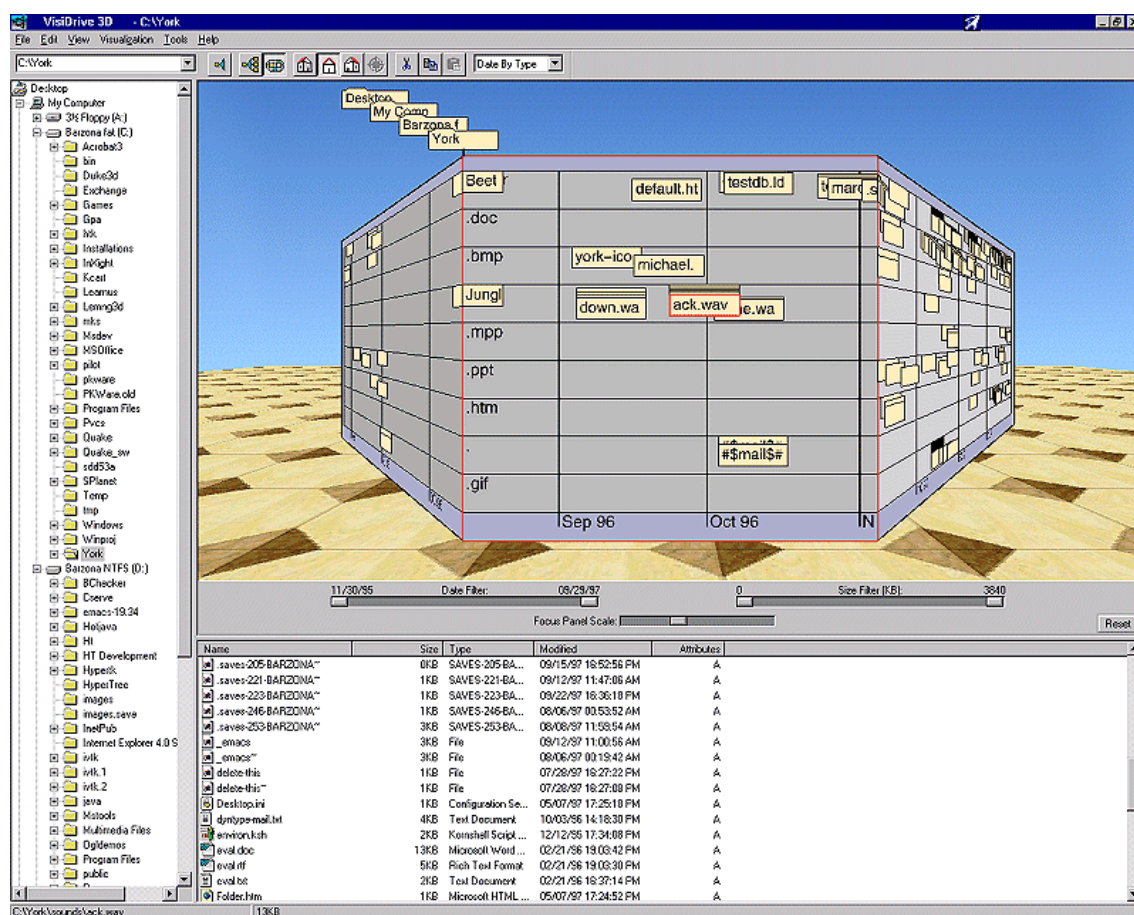 VisiDrive 3D - C:\York
File Edit View Visualization Tools Help
C:\York
Date By Type
Desktop
My Computer
3½ Floppy (A:)
Barzona fat (C:)
Acrobat3
bin
Duke3d
Exchange
Games
Gpa
htk
Installations
InXight
Kcart
Learnus
Lemng3d
mks
Msdev
MSOffice
pilot
pkware
PKWare.old
Program Files
Pvcs
Quake
Quake_sw
sdd53a
SPlanet
Temp
tmp
Windows
Winproj
York
Barzona NTFS (D:)
BChecker
Cserve
emacs-19.34
HotJava
HT Development
HyperTree
images
images.save
InetPub
Internet Explorer 4.0 S
ivtk
ivtk.1
ivtk.2
java
Mstools
Multimedia Files
Ogldemos
Program Files
public
Desktop
My Comp
Barzona f
York
Beet
default.ht
testdb.ld
marc
.s
.doc
.bmp
york-ico
michael.
Jungl
down.wa
ack.wav
e.wa
.mpp
.ppt
.htm
.
#$mail$#
.gif
Sep 96
Oct 96
N
11/30/95 Date Filter: 09/29/97
0 Size Filter (KB): 3840
Focus Panel Scale:
Reset
Name Size Type Modified Attributes
.saves-205-BARZONA~ 0KB SAVES-205-BA... 09/15/97 16:52:56 PM A
.saves-221-BARZONA~ 1KB SAVES-221-BA... 09/12/97 11:47:06 AM A
.saves-223-BARZONA~ 1KB SAVES-223-BA... 09/22/97 16:36:18 PM A
.saves-246-BARZONA~ 1KB SAVES-246-BA... 08/06/97 00:53:52 AM A
.saves-253-BARZONA~ 3KB SAVES-253-BA... 08/08/97 11:59:54 AM A
_emacs 3KB File 09/12/97 11:00:56 AM A
_emacs~ 3KB File 08/06/97 00:19:42 AM A
delete-this 1KB File 07/28/97 16:27:22 PM A
delete-this~ 1KB File 07/28/97 16:27:08 PM A
Desktop.ini 1KB Configuration Se... 05/07/97 17:25:18 PM A
dyntype-mail.txt 4KB Text Document 10/03/96 14:18:30 PM A
environ.ksh 2KB Kornshell Script ... 12/12/95 17:34:08 PM A
eval.doc 13KB Microsoft Word ... 02/21/96 19:03:42 PM A
eval.rtf 5KB Rich Text Format 02/21/96 19:03:30 PM A
eval.txt 2KB Text Document 02/21/96 16:37:14 PM A
Folder.htm 1KB Microsoft HTML ... 05/07/97 17:24:52 PM A
C:\York\sounds\ack.wav 13KB